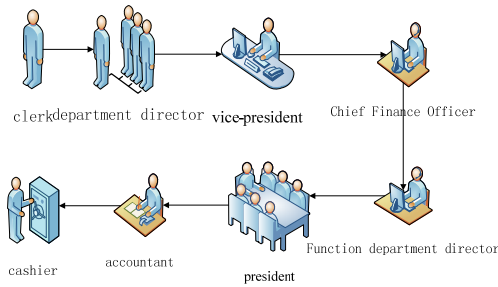 clerk
department director
vice-president
Chief Finance Officer
Function department director
president
accountant
cashier